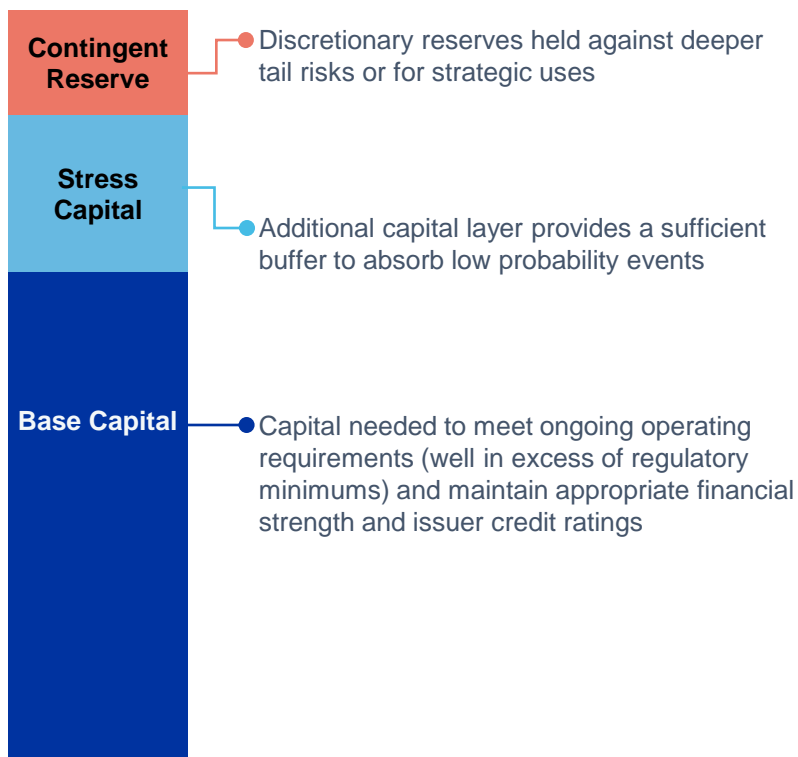 Contingent
Reserve
Discretionary reserves held against deeper
tail risks or for strategic uses
Stress
Capital
Additional capital layer provides a sufficient
buffer to absorb low probability events
Base Capital
Capital needed to meet ongoing operating
requirements (well in excess of regulatory
minimums) and maintain appropriate financial
strength and issuer credit ratings